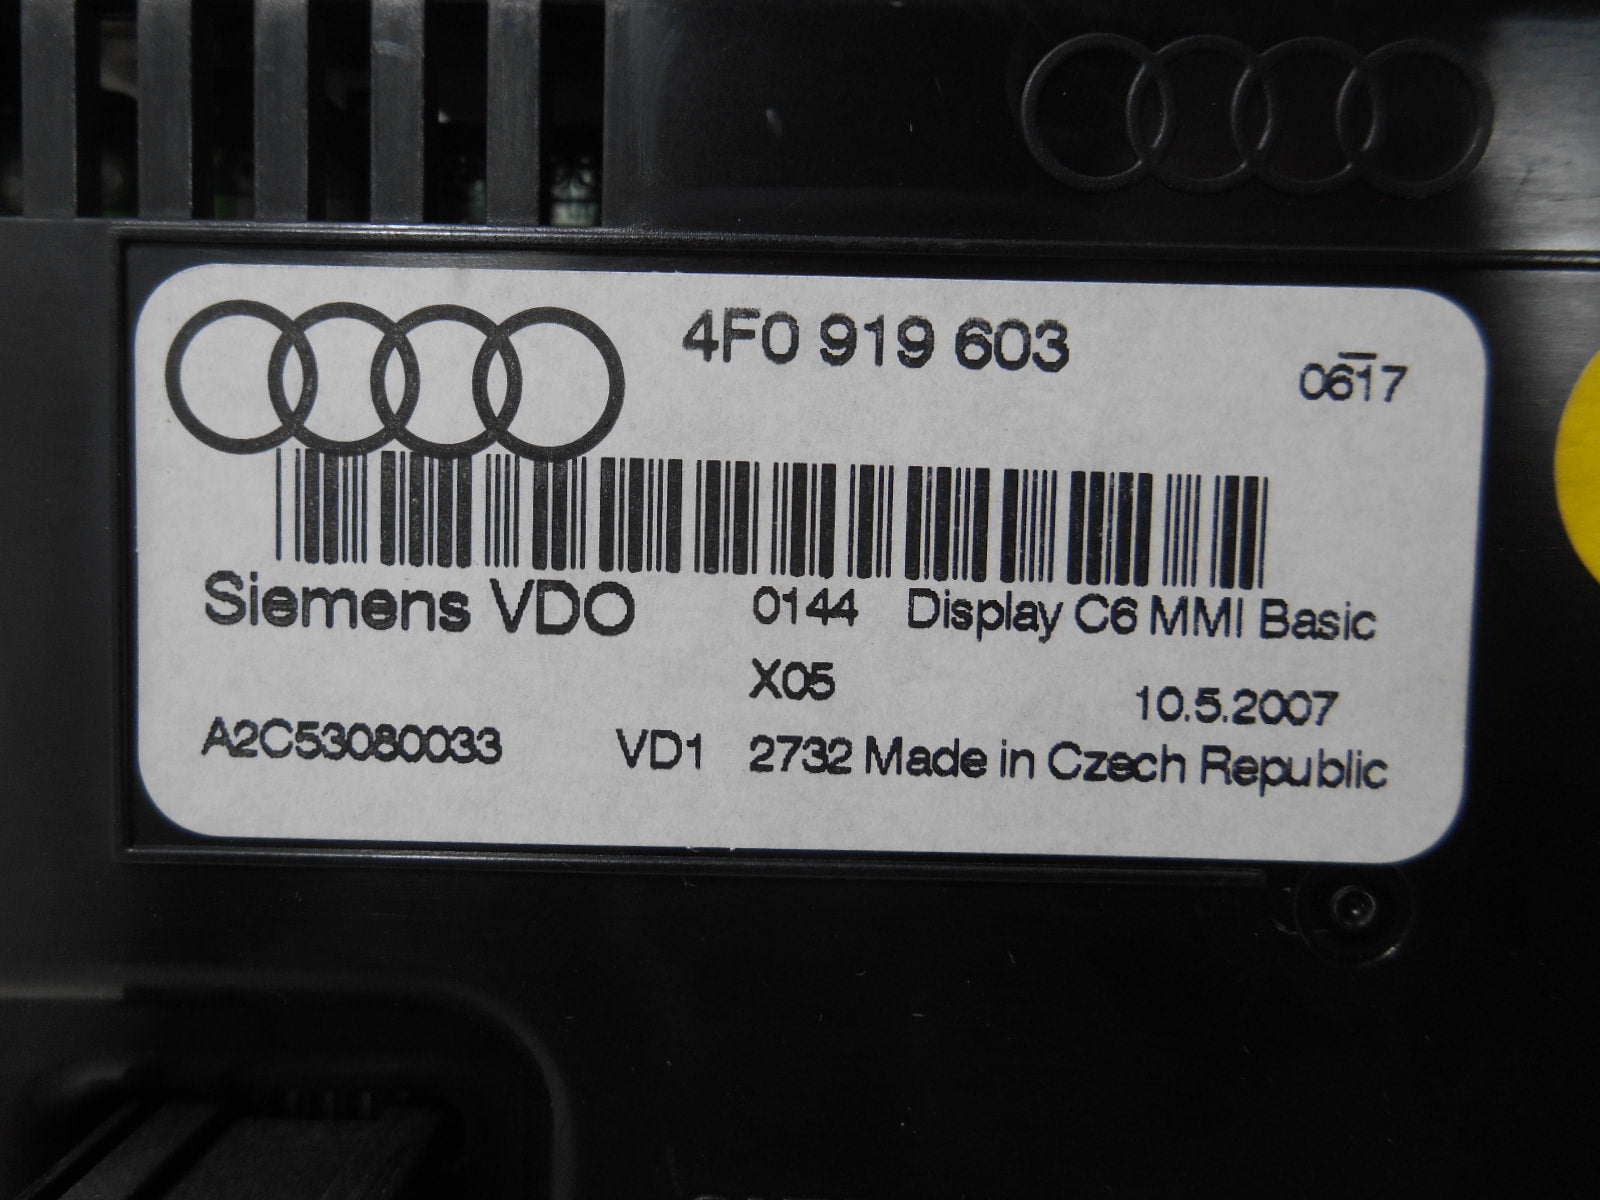 4F0 919 603
0617
Siemens VDO 0144 Display C6 MMI Basic
X05 10.5.2007
A2C53080033 VD1 2732 Made in Czech Republic